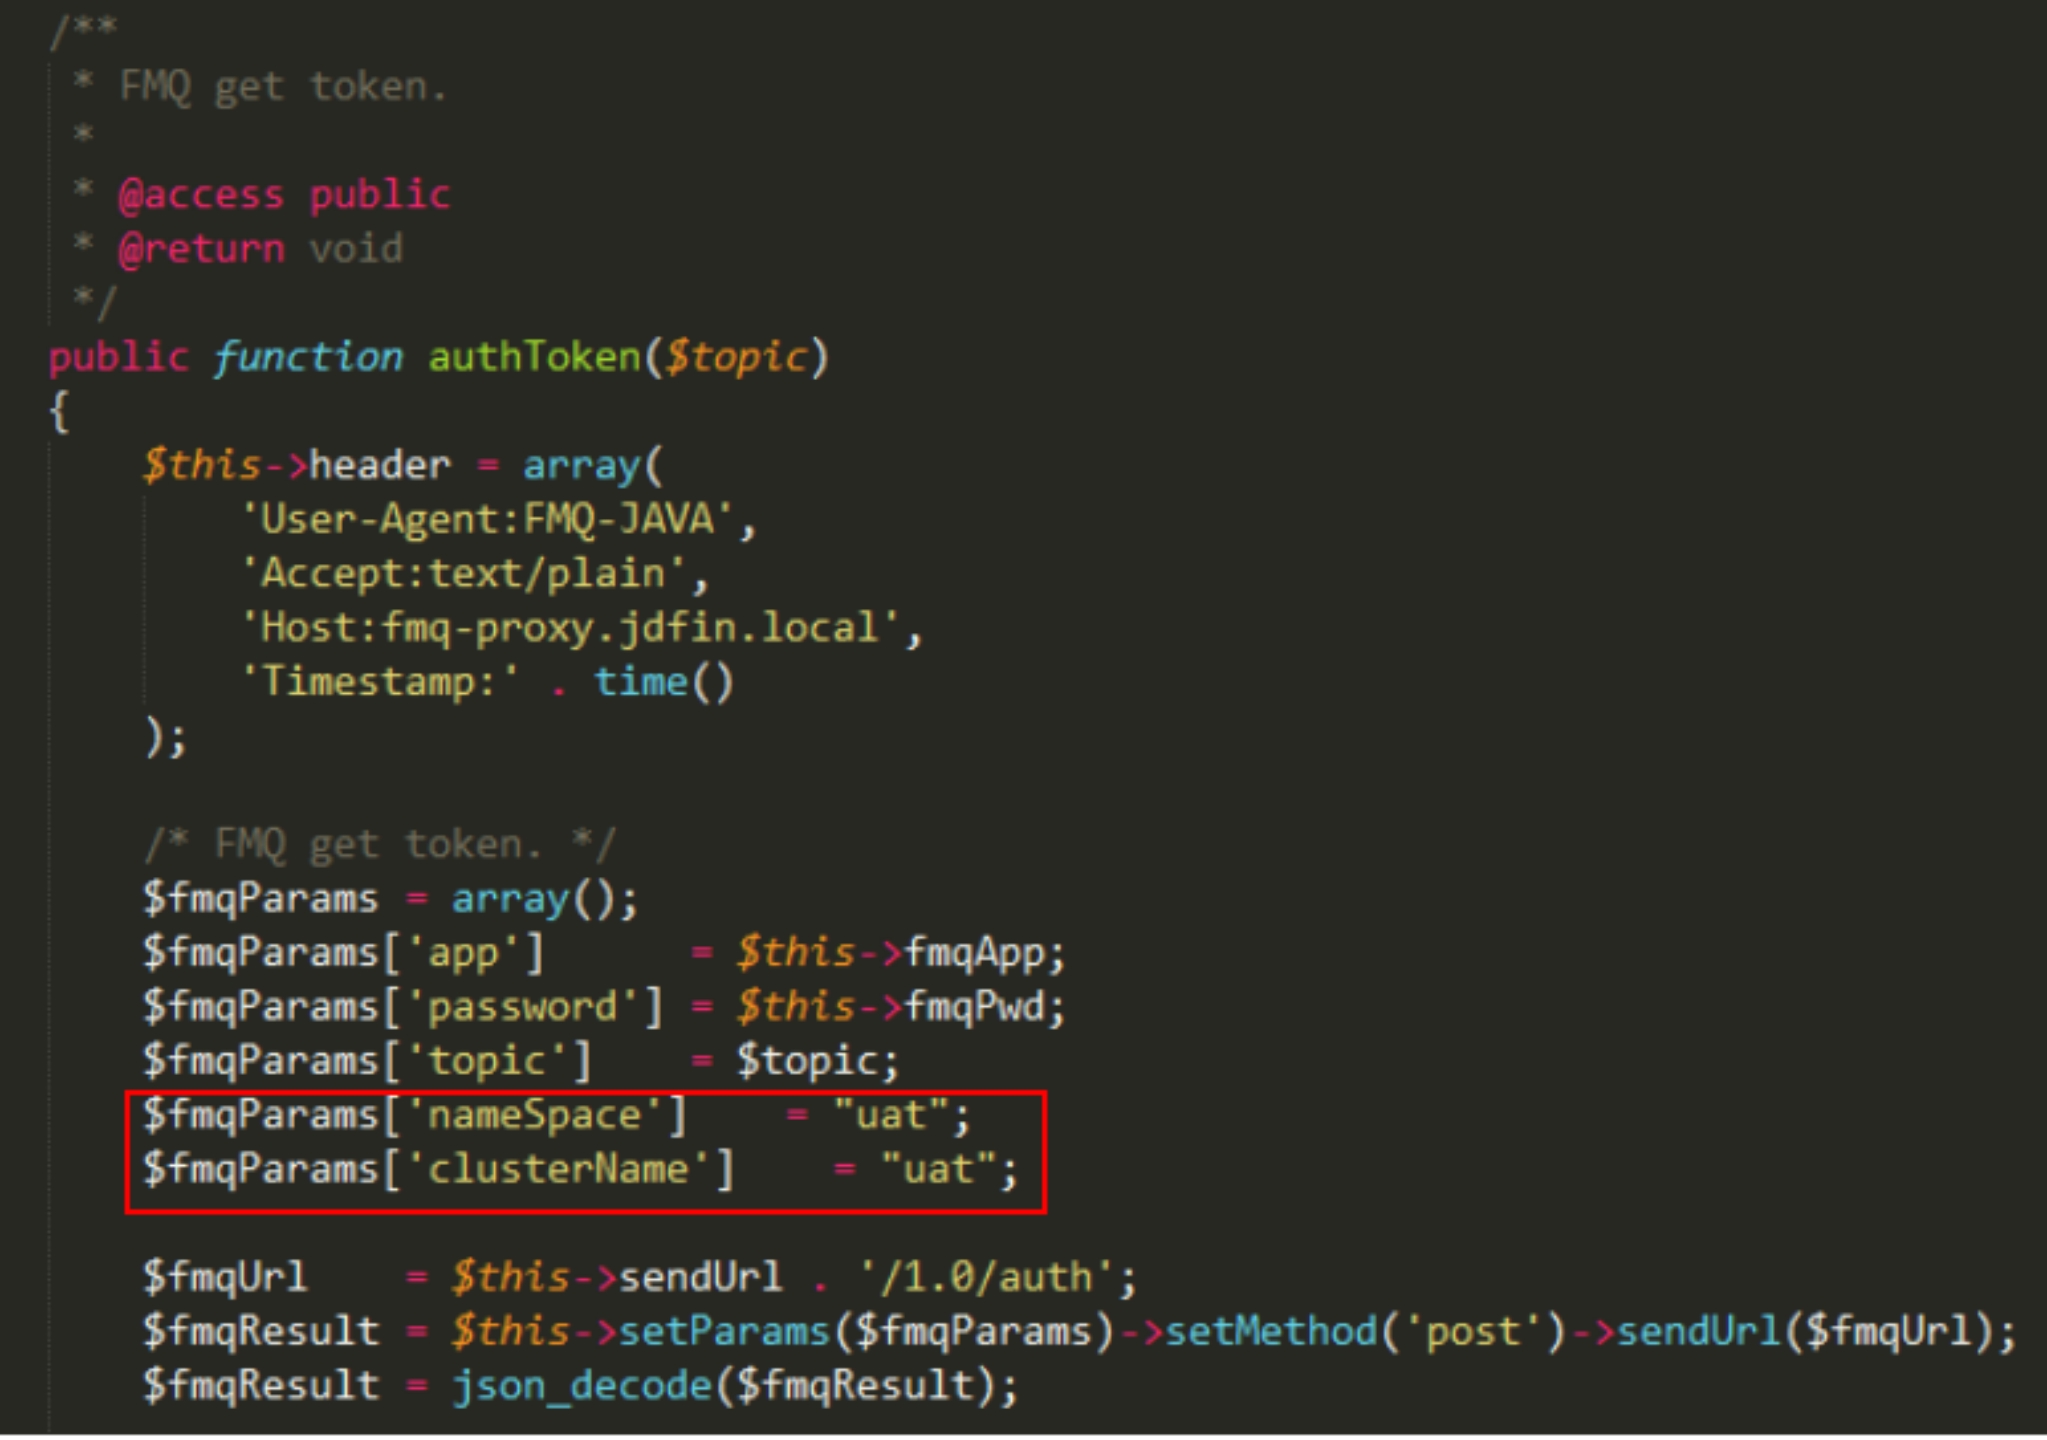 /**
* FMQ get token.
*
* @access public
* @return void
*/
public function authToken($topic)
{
$this->header = array(
'User-Agent:FMQ-JAVA',
'Accept:text/plain',
'Host:fmq-proxy.jdfin.local',
'Timestamp:' . time()
);
/* FMQ get token. */
$fmqParams = array();
$fmqParams['app'] = $this->fmqApp;
$fmqParams['password'] = $this->fmqPwd;
$fmqParams['topic'] = $topic;
$fmqParams['nameSpace'] = "uat";
$fmqParams['clusterName'] = "uat";
$fmqUrl = $this->sendUrl . '/1.0/auth';
$fmqResult = $this->setParams($fmqParams)->setMethod('post')->sendUrl($fmqUrl);
$fmqResult = json_decode($fmqResult);